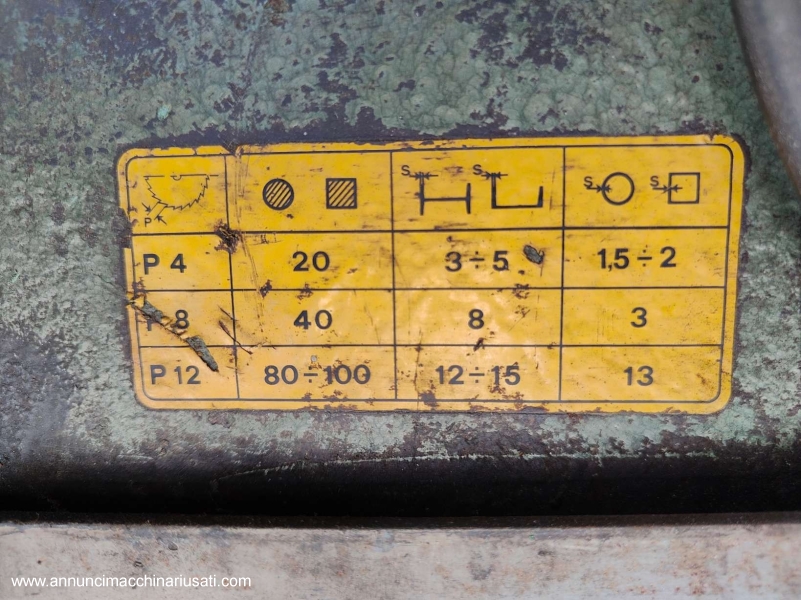 P
S S S S
P 4 20 3÷5 1,5÷2
P 8 40 8 3
P 12 80÷100 12÷15 13
www.annuncimacchinariusati.com